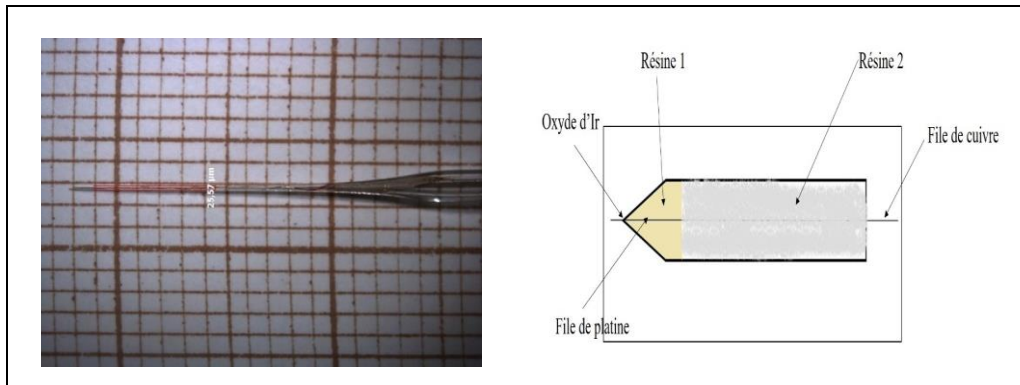 25,57 µm
Résine 1
Résine 2
Oxyde d'Ir
File de cuivre
File de platine